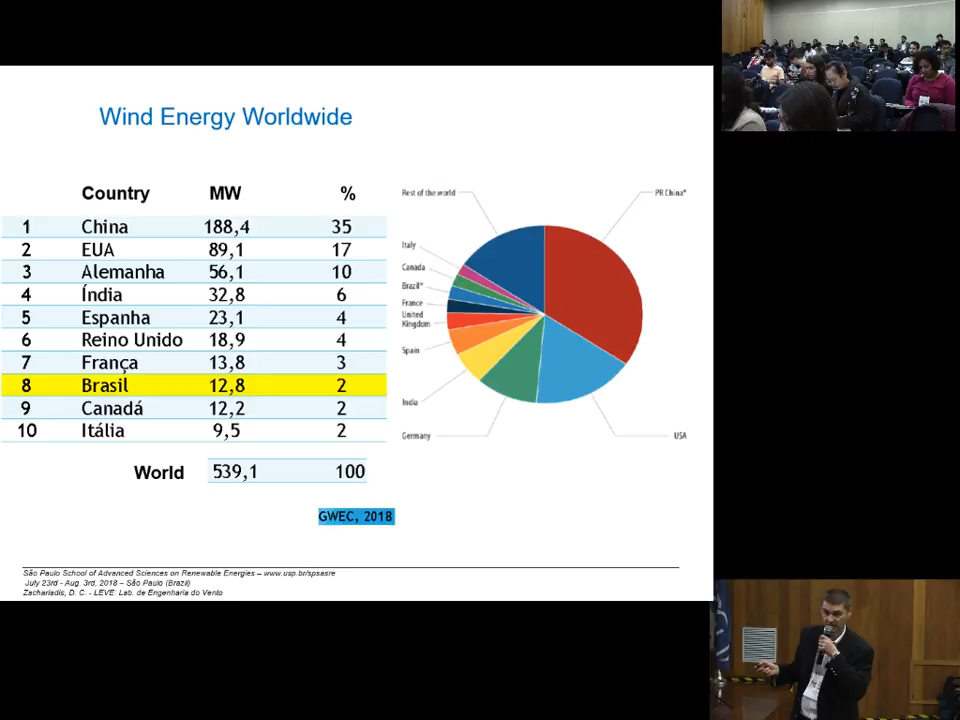 Wind Energy Worldwide
Country MW %
1 China 188,4 35
2 EUA 89,1 17
3 Alemanha 56,1 10
4 Índia 32,8 6
5 Espanha 23,1 4
6 Reino Unido 18,9 4
7 França 13,8 3
8 Brasil 12,8 2
9 Canadá 12,2 2
10 Itália 9,5 2
World 539,1 100
GWEC, 2018
Rest of the world
PR China*
Italy
Canada
Brazil*
France
United
Kingdom
Spain
India
Germany
USA
São Paulo School of Advanced Sciences on Renewable Energies – www.usp.br/spsasre
July 23rd - Aug. 3rd, 2018 – São Paulo (Brazil)
Zachariadis, D. C. - LEVE: Lab. de Engenharia do Vento